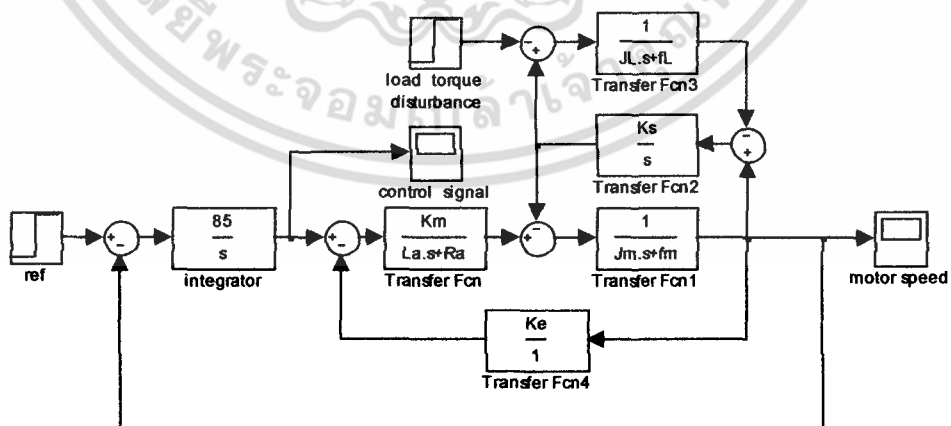 1
JL.s+fL
Transfer Fcn3
load torque
disturbance
Ks
s
Transfer Fcn2
control signal
ref
85
s
integrator
Km
La.s+Ra
Transfer Fcn
1
Jm.s+fm
Transfer Fcn1
motor speed
Ke
1
Transfer Fcn4